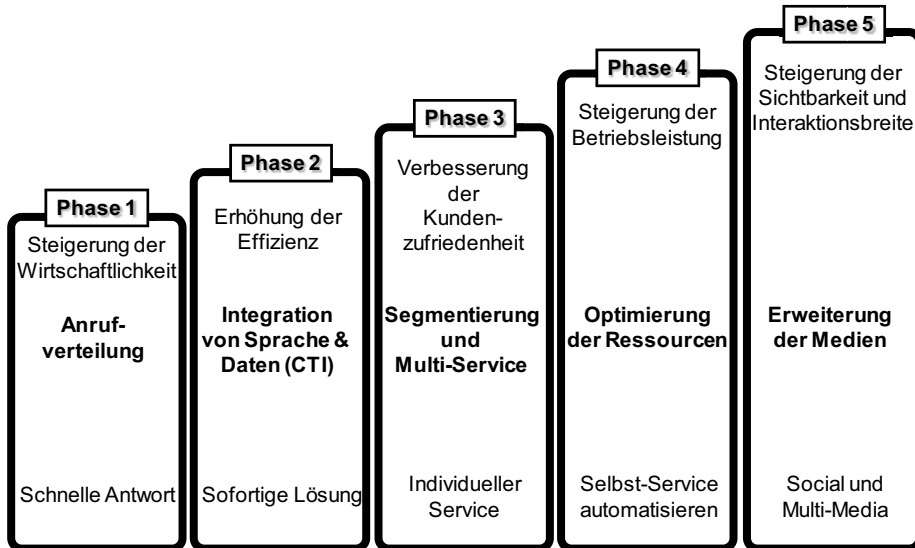 Phase 1
Steigerung der
Wirtschaftlichkeit
Anruf-
verteilung
Schnelle Antwort
Phase 2
Erhöhung der
Effizienz
Integration
von Sprache &
Daten (CTI)
Sofortige Lösung
Phase 3
Verbesserung
der
Kunden-
zufriedenheit
Segmentierung
und
Multi-Service
Individueller
Service
Phase 4
Steigerung der
Betriebsleistung
Optimierung
der Ressourcen
Selbst-Service
automatisieren
Phase 5
Steigerung der
Sichtbarkeit und
Interaktionsbreite
Erweiterung
der Medien
Social und
Multi-Media